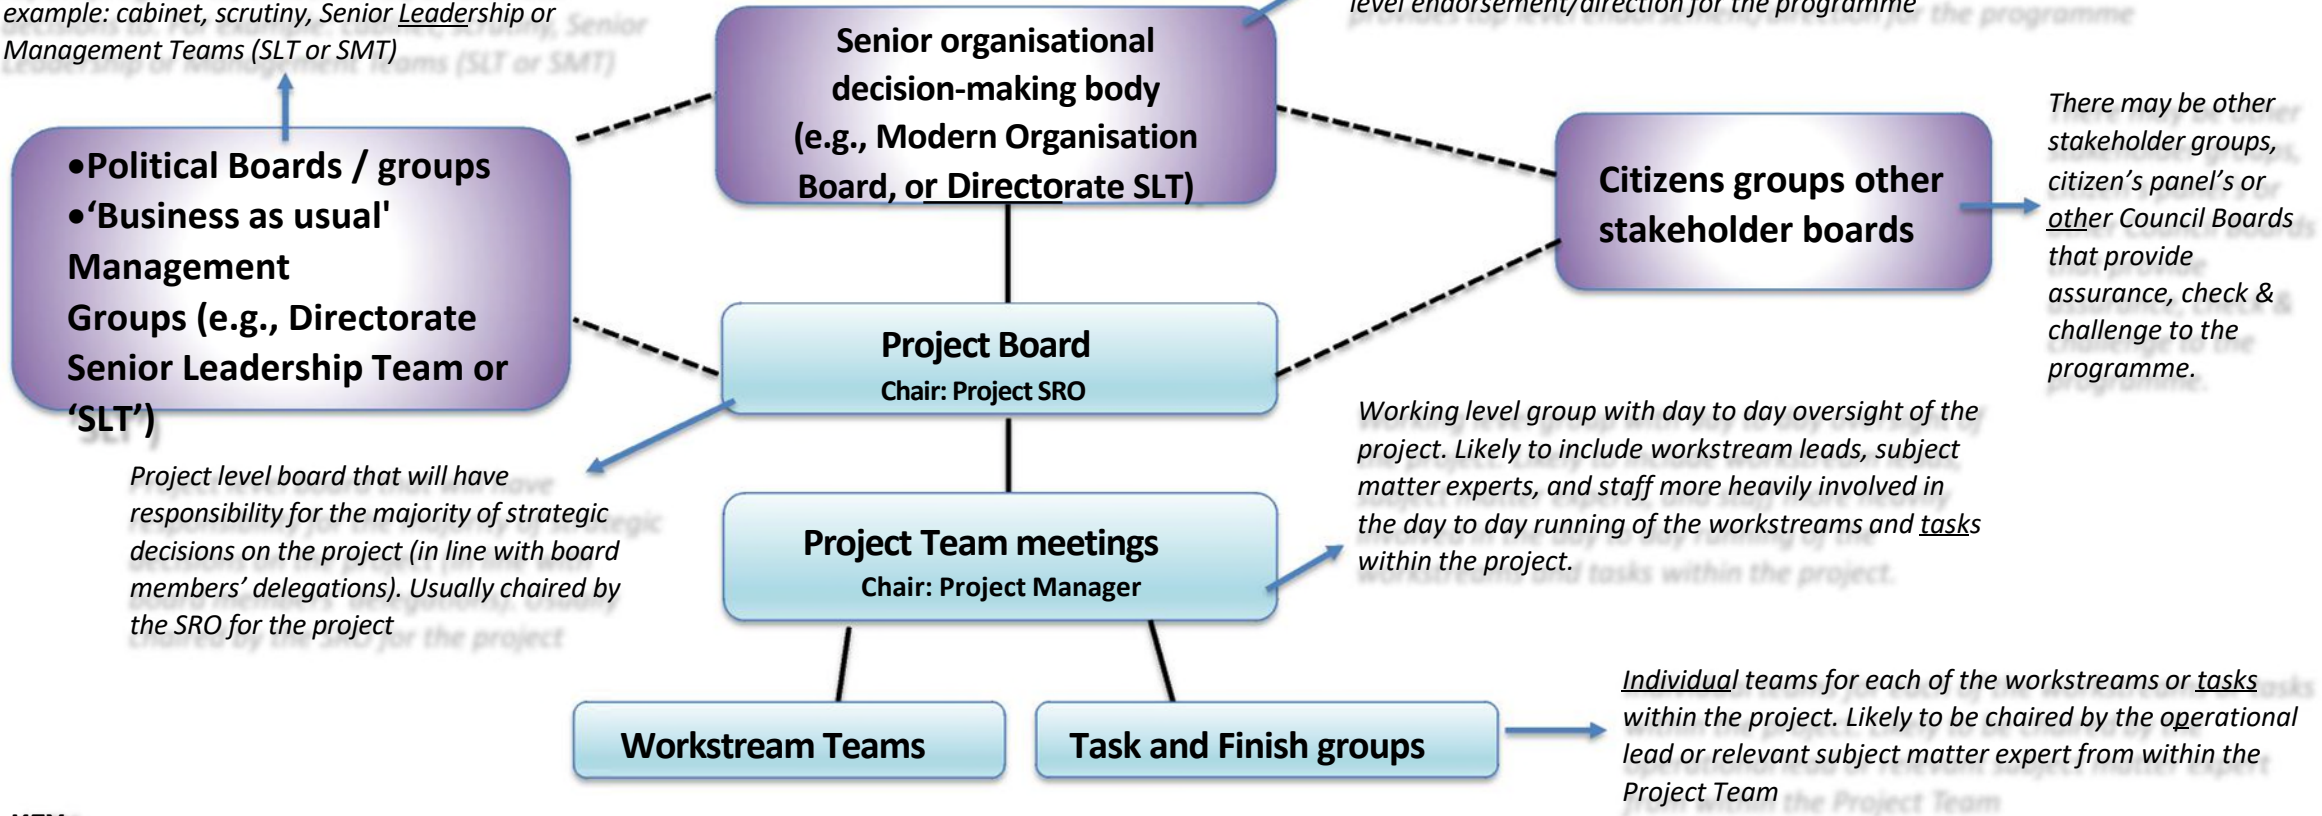 example: cabinet, scrutiny, Senior Leadership or
Management Teams (SLT or SMT)
level endorsement/direction for the programme
Senior organisational
decision-making body
(e.g., Modern Organisation
Board, or Directorate SLT)
•Political Boards / groups
•‘Business as usual'
Management
Groups (e.g., Directorate
Senior Leadership Team or
‘SLT’)
Citizens groups other
stakeholder boards
There may be other
stakeholder groups,
citizen’s panel’s or
other Council Boards
that provide
assurance, check &
challenge to the
programme.
Project Board
Chair: Project SRO
Project level board that will have
responsibility for the majority of strategic
decisions on the project (in line with board
members’ delegations). Usually chaired by
the SRO for the project
Working level group with day to day oversight of the
project. Likely to include workstream leads, subject
matter experts, and staff more heavily involved in
the day to day running of the workstreams and tasks
within the project.
Project Team meetings
Chair: Project Manager
Workstream Teams
Task and Finish groups
Individual teams for each of the workstreams or tasks
within the project. Likely to be chaired by the operational
lead or relevant subject matter expert from within the
Project Team